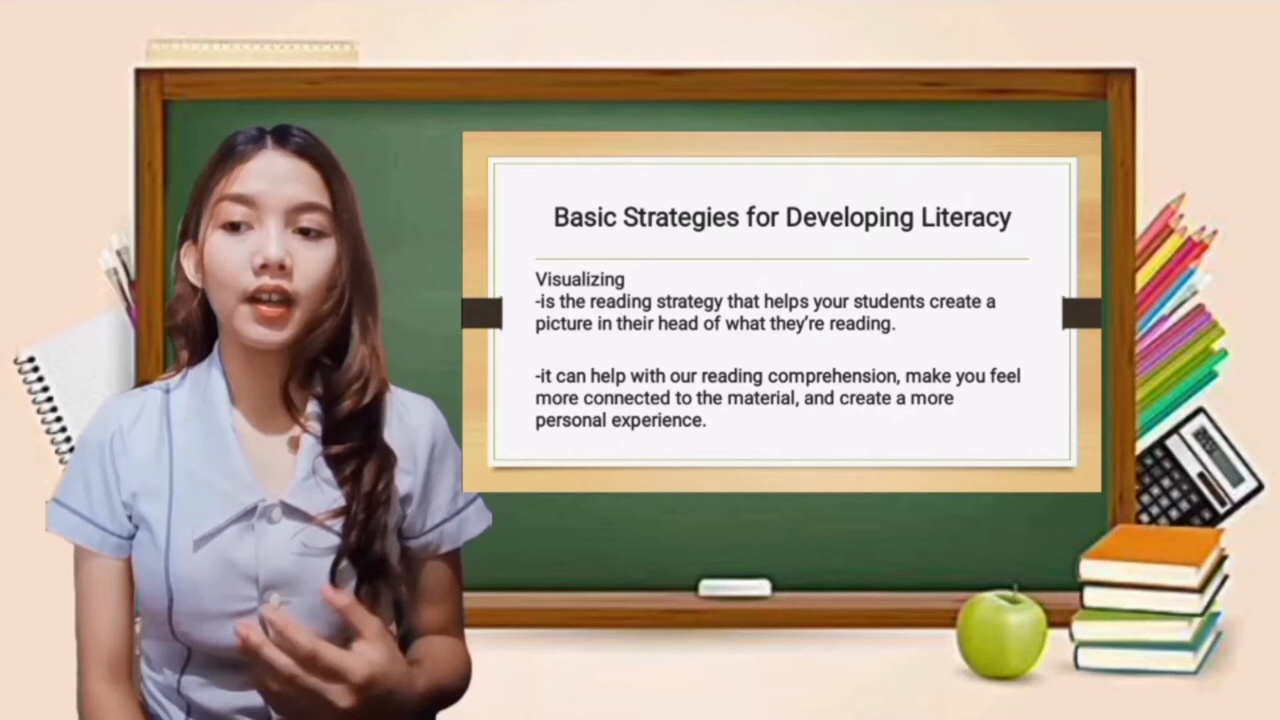 Basic Strategies for Developing Literacy
Visualizing
-is the reading strategy that helps your students create a
picture in their head of what they're reading.
-it can help with our reading comprehension, make you feel
more connected to the material, and create a more
personal experience.